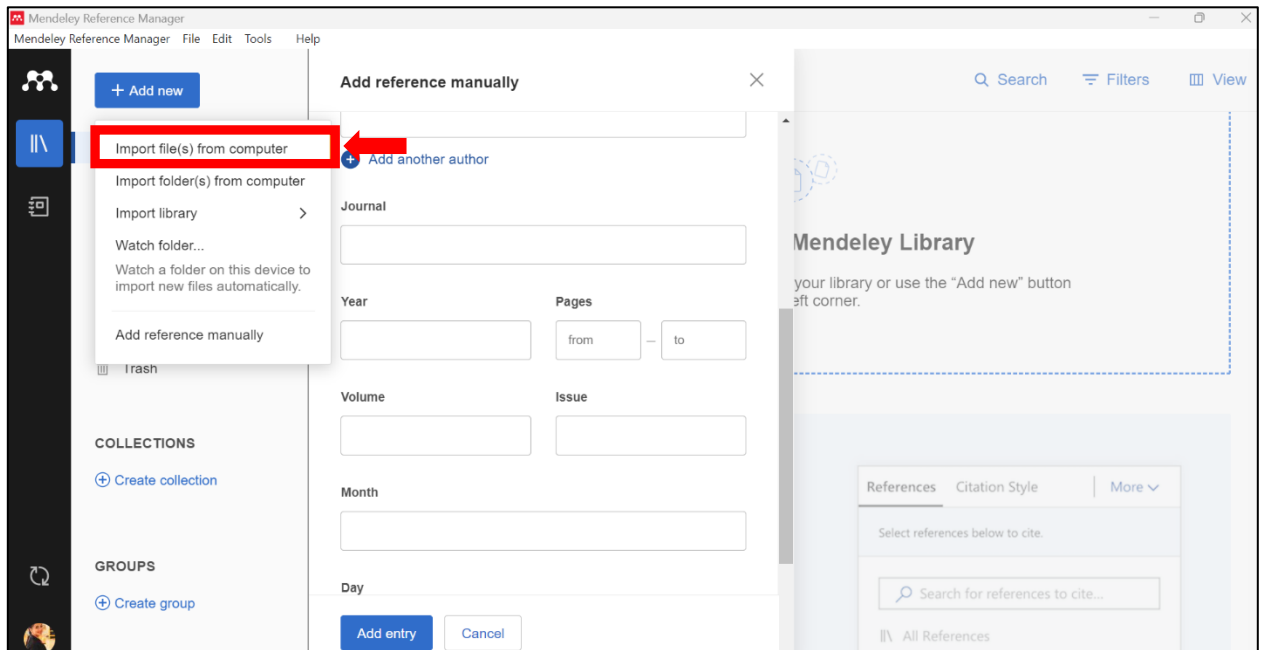 Mendeley Reference Manager
Mendeley Reference Manager File Edit Tools Help
+ Add new
Import file(s) from computer
Import folder(s) from computer
Import library
Watch folder...
Watch a folder on this device to
import new files automatically.
Add reference manually
Trash
COLLECTIONS
Create collection
GROUPS
Create group
Add reference manually
Add another author
Journal
Year
Pages
from – to
Volume
Issue
Month
Day
Add entry
Cancel
Search
Filters
View
Mendeley Library
your library or use the “Add new” button
eft corner.
References
Citation Style
More
Select references below to cite.
Search for references to cite...
All References